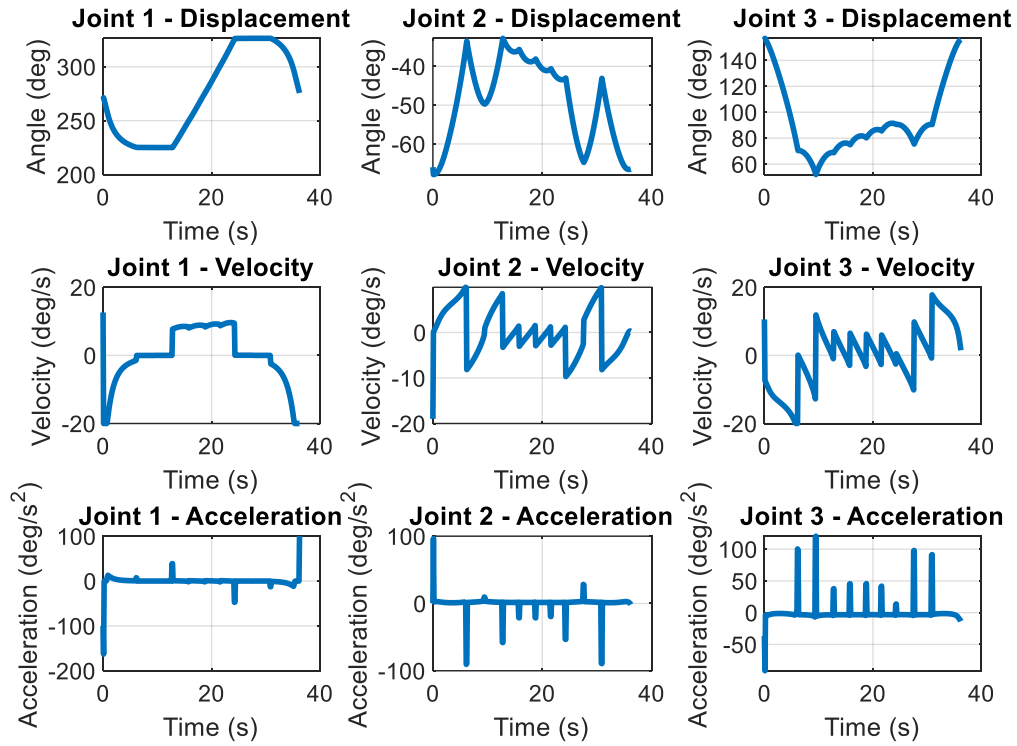 Joint 1 - Displacement
Angle (deg)
300
250
200
0
20
40
Time (s)
Joint 2 - Displacement
Angle (deg)
-40
-50
-60
0
20
40
Time (s)
Joint 3 - Displacement
Angle (deg)
140
120
100
80
60
0
20
40
Time (s)
Joint 1 - Velocity
Velocity (deg/s)
20
0
-20
0
20
40
Time (s)
Joint 2 - Velocity
Velocity (deg/s)
0
-10
-20
0
20
40
Time (s)
Joint 3 - Velocity
Velocity (deg/s)
20
0
-20
0
20
40
Time (s)
Joint 1 - Acceleration
Acceleration (deg/s²)
100
0
-100
-200
0
20
40
Time (s)
Joint 2 - Acceleration
Acceleration (deg/s²)
100
0
-100
0
20
40
Time (s)
Joint 3 - Acceleration
Acceleration (deg/s²)
100
50
0
-50
0
20
40
Time (s)